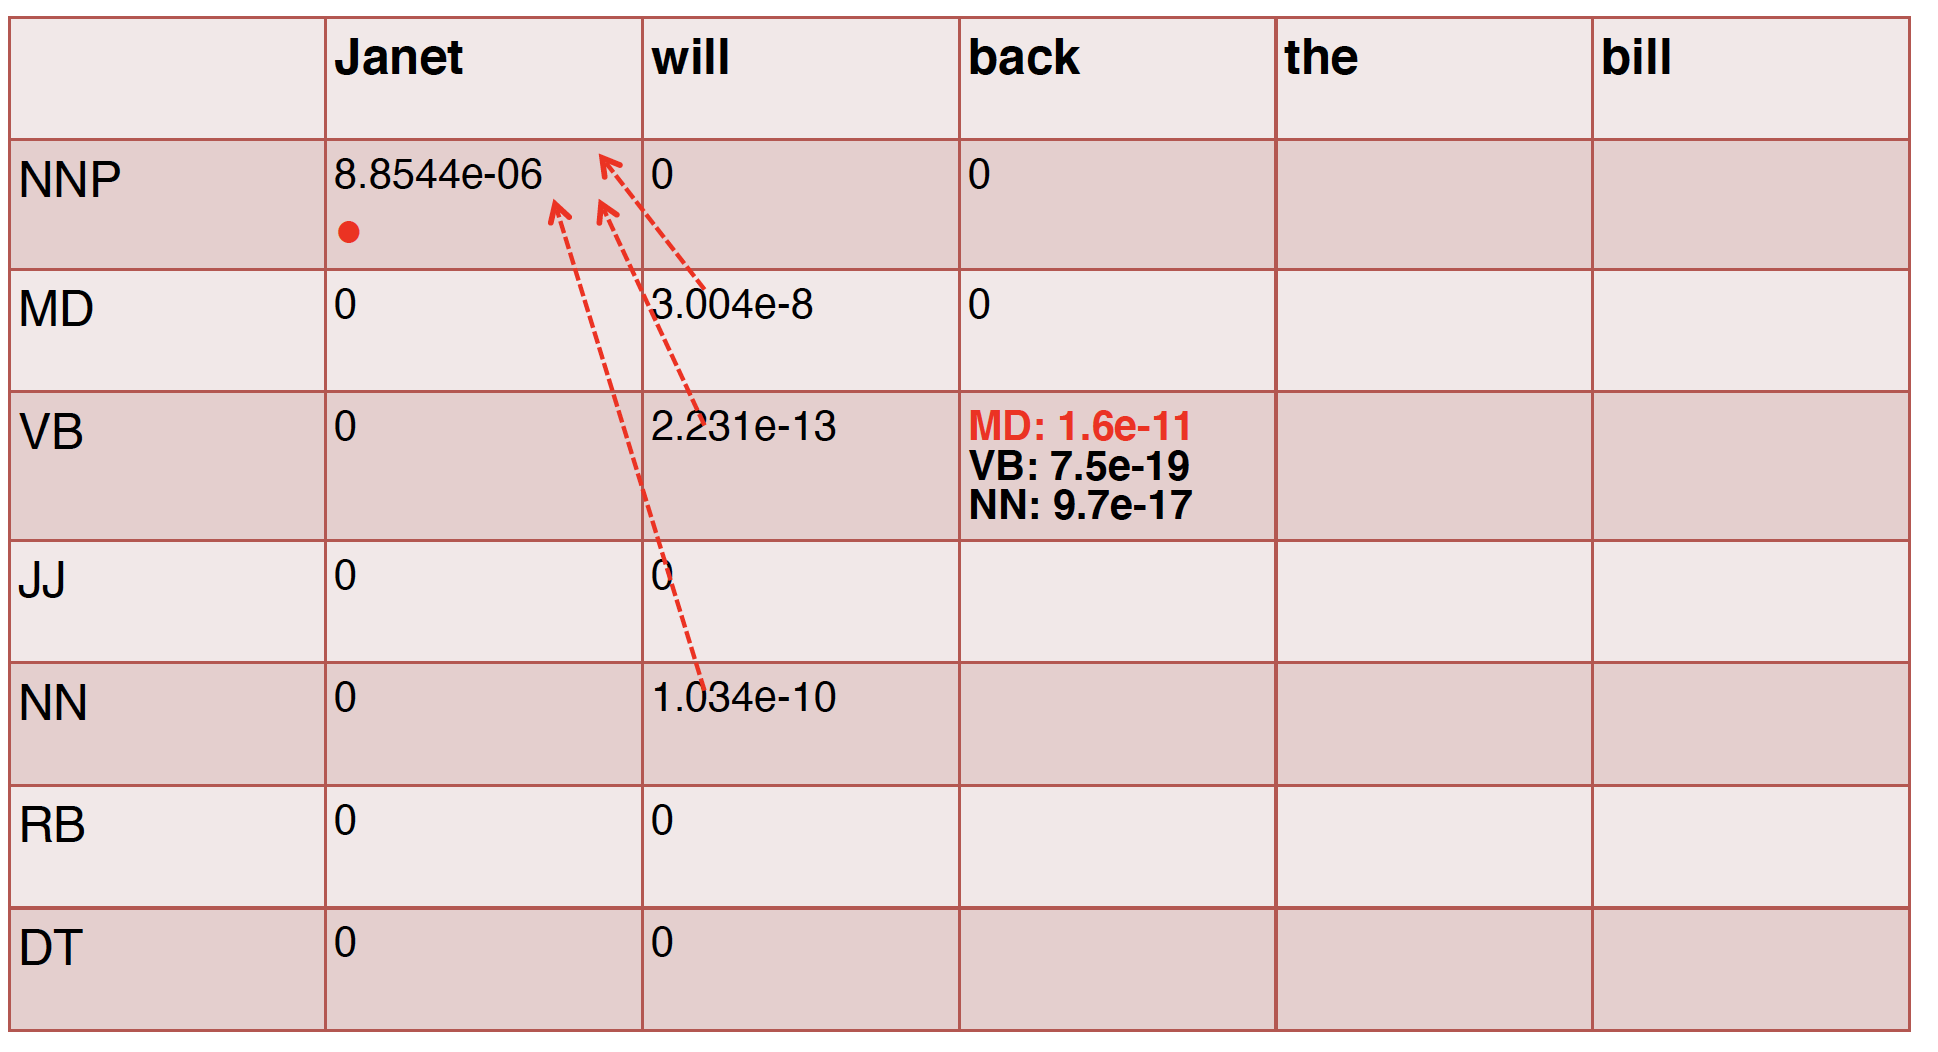 Janet will back the bill
NNP 8.8544e-06 0 0
MD 0 3.004e-8 0
VB 0 2.231e-13 MD: 1.6e-11
VB: 7.5e-19
NN: 9.7e-17
JJ 0 0
NN 0 1.034e-10
RB 0 0
DT 0 0